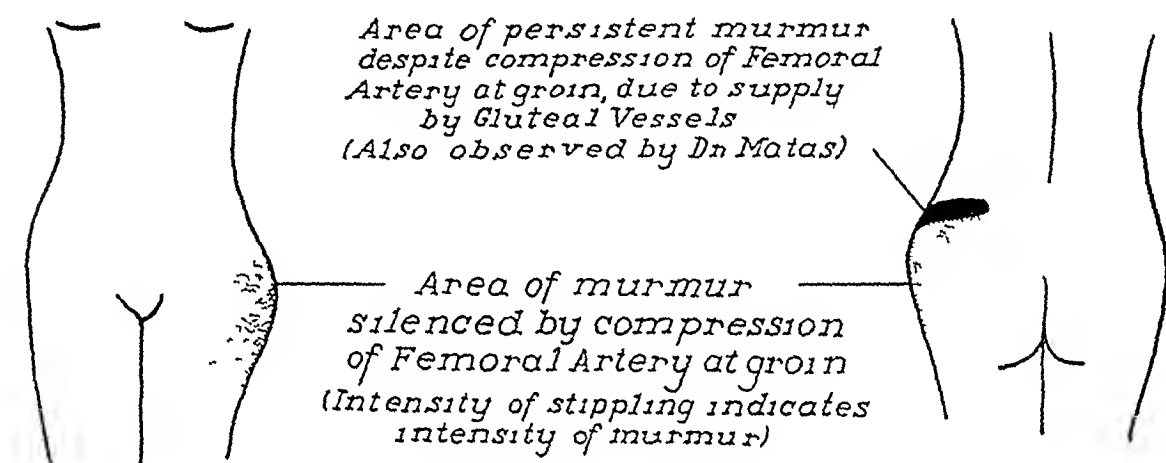 Area of persistent murmur
despite compression of Femoral
Artery at groin, due to supply
by Gluteal Vessels
(Also observed by Dr. Matas)
Area of murmur
silenced by compression
of Femoral Artery at groin
(Intensity of stippling indicates
intensity of murmur)